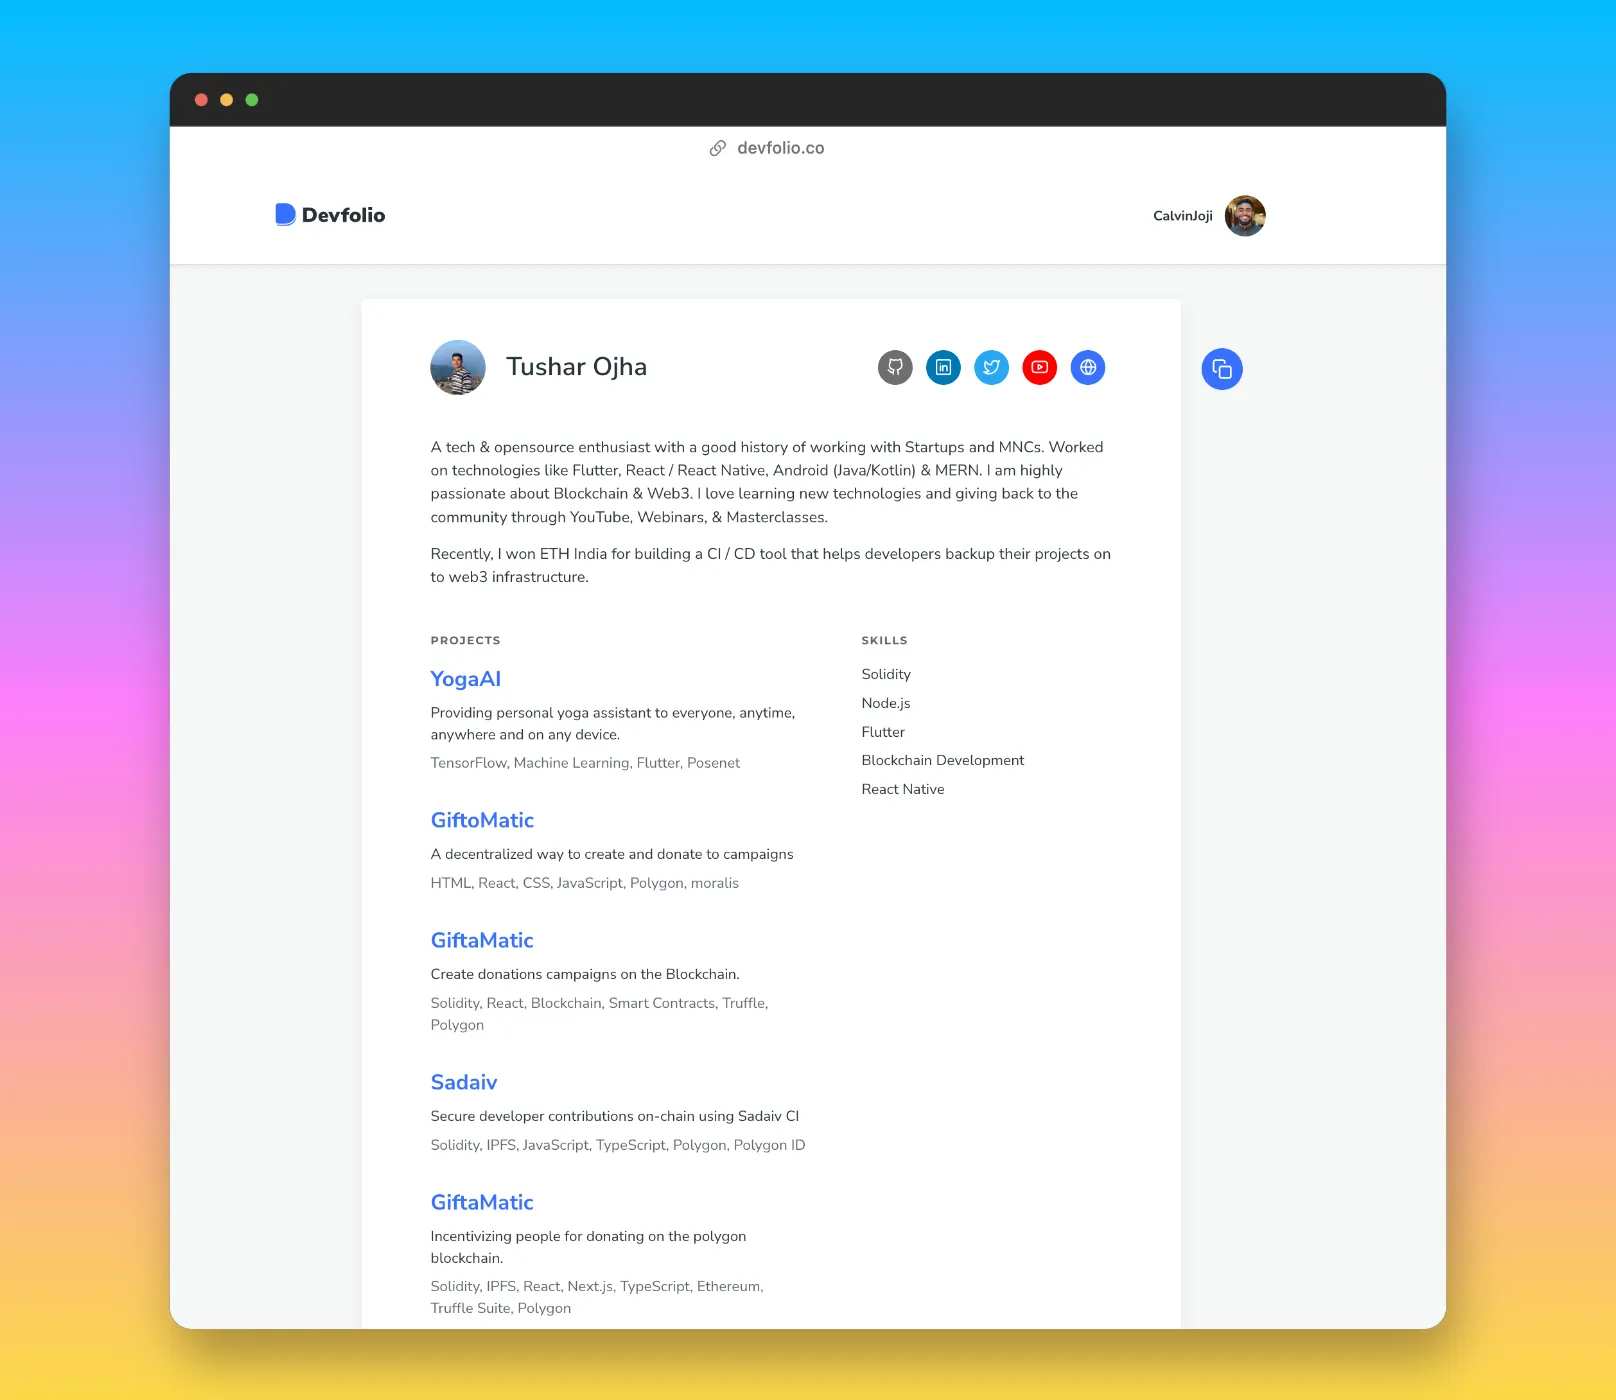 devfolio.co
Devfolio
CalvinJoji
Tushar Ojha
A tech & opensource enthusiast with a good history of working with Startups and MNCs. Worked
on technologies like Flutter, React / React Native, Android (Java/Kotlin) & MERN. I am highly
passionate about Blockchain & Web3. I love learning new technologies and giving back to the
community through YouTube, Webinars, & Masterclasses.
Recently, I won ETH India for building a CI / CD tool that helps developers backup their projects on
to web3 infrastructure.
PROJECTS
YogaAI
Providing personal yoga assistant to everyone, anytime,
anywhere and on any device.
TensorFlow, Machine Learning, Flutter, Posenet
GiftoMatic
A decentralized way to create and donate to campaigns
HTML, React, CSS, JavaScript, Polygon, moralis
GiftaMatic
Create donations campaigns on the Blockchain.
Solidity, React, Blockchain, Smart Contracts, Truffle,
Polygon
Sadaiv
Secure developer contributions on-chain using Sadaiv CI
Solidity, IPFS, JavaScript, TypeScript, Polygon, Polygon ID
GiftaMatic
Incentivizing people for donating on the polygon
blockchain.
Solidity, IPFS, React, Next.js, TypeScript, Ethereum,
Truffle Suite, Polygon
SKILLS
Solidity
Node.js
Flutter
Blockchain Development
React Native